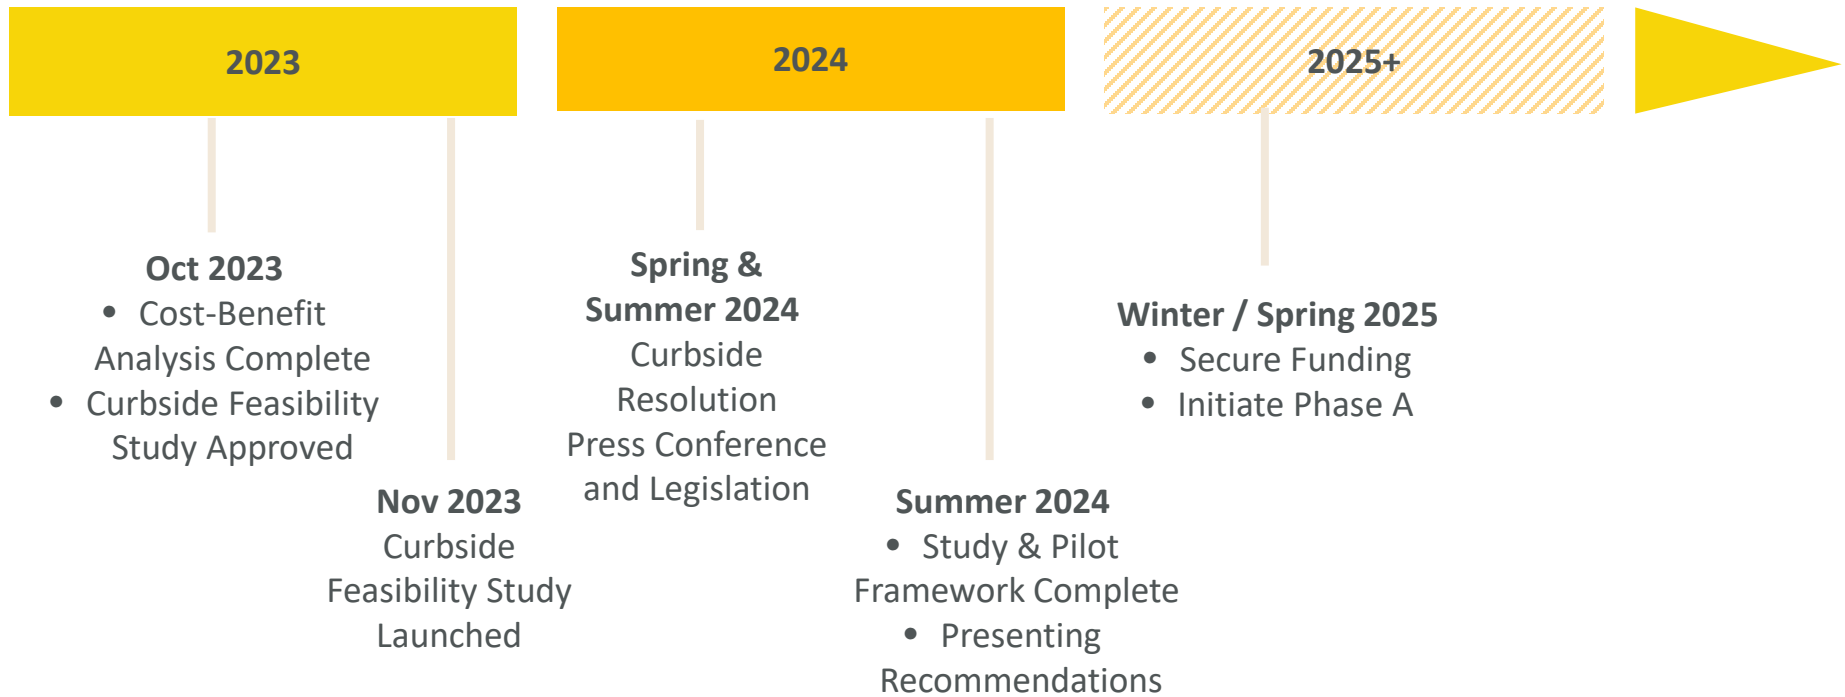 2023
2024
2025+
Oct 2023
• Cost-Benefit
Analysis Complete
• Curbside Feasibility
Study Approved
Nov 2023
Curbside
Feasibility Study
Launched
Spring &
Summer 2024
Curbside
Resolution
Press Conference
and Legislation
Summer 2024
• Study & Pilot
Framework Complete
• Presenting
Recommendations
Winter / Spring 2025
• Secure Funding
• Initiate Phase A